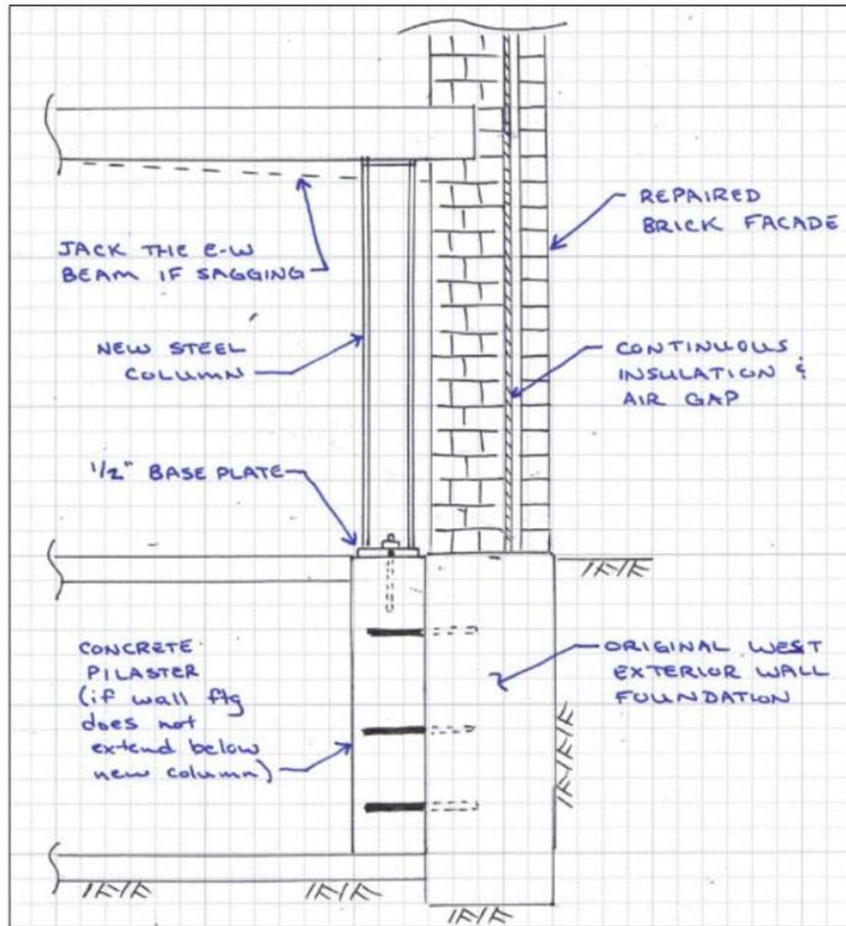 REPAIRED
BRICK FACADE
JACK THE E-W
BEAM IF SAGGING
NEW STEEL
COLUMN
CONTINUOUS
INSULATION &
AIR GAP
1/2" BASE PLATE
CONCRETE
PILASTER
(if wall ftg
does not
extend below
new column)
ORIGINAL WEST
EXTERIOR WALL
FOUNDATION